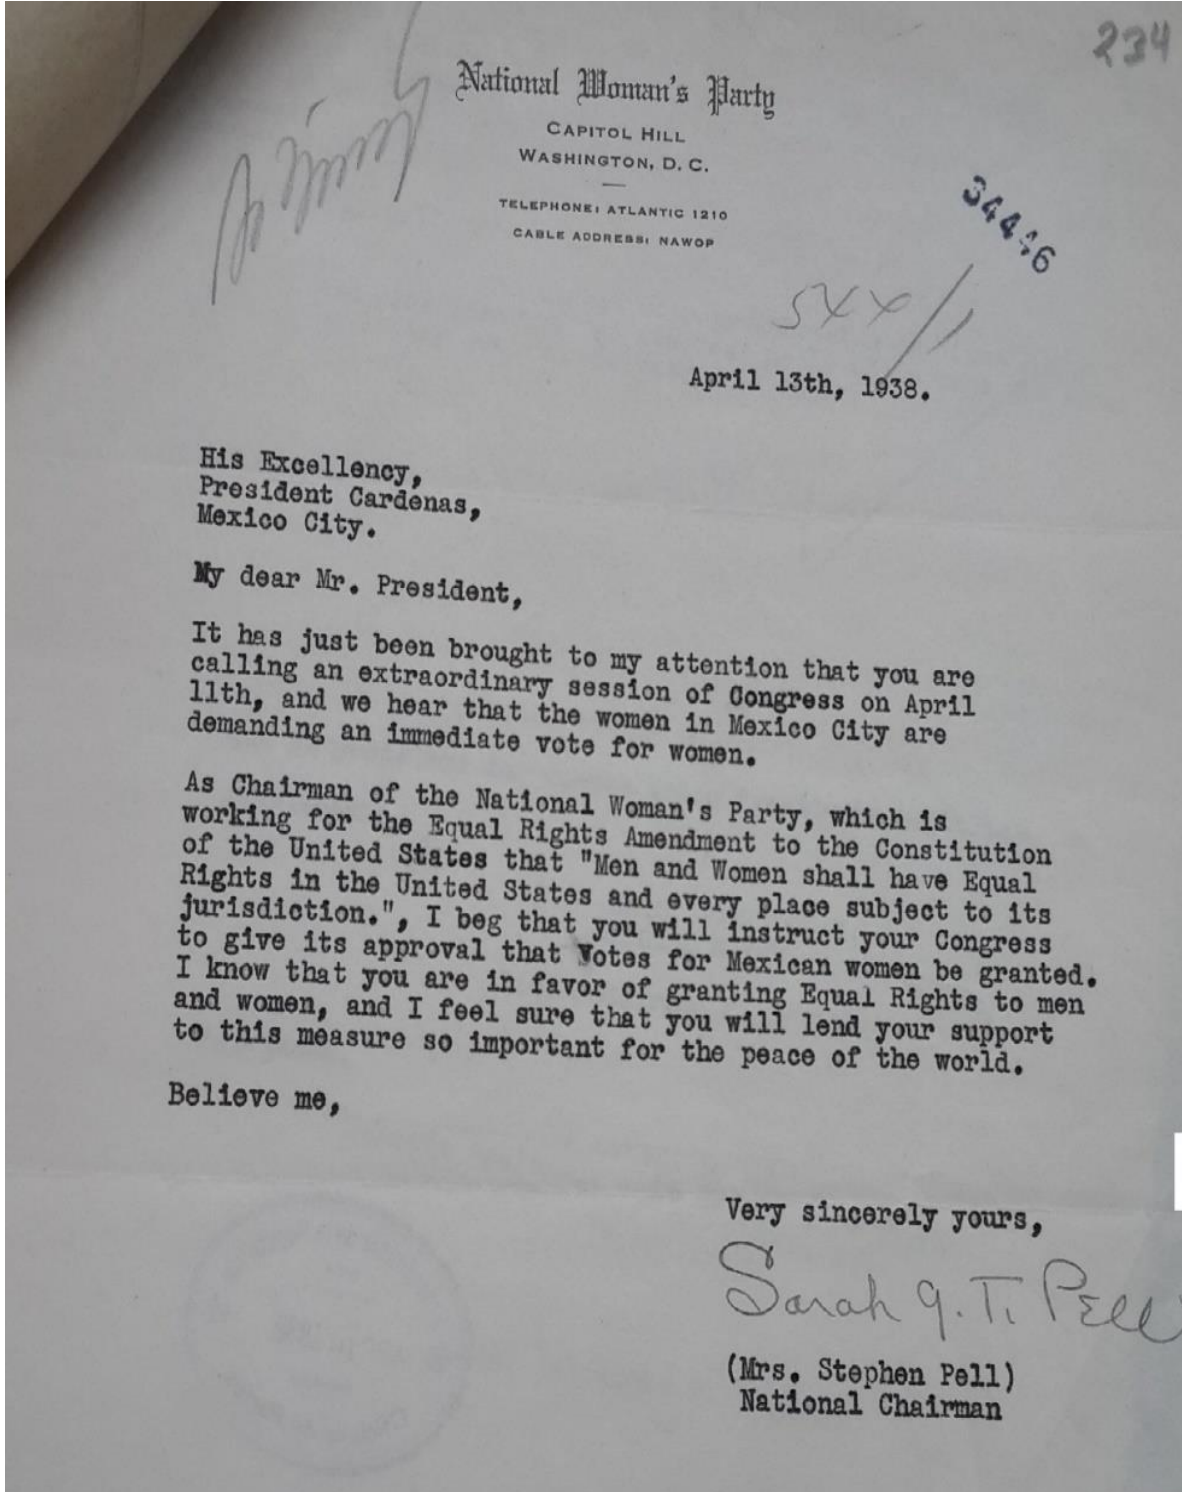 234
National Woman's Party
CAPITOL HILL
WASHINGTON, D. C.
TELEPHONE: ATLANTIC 1210
CABLE ADDRESS: NAWOP
34446
544/1
April 13th, 1938.
His Excellency,
President Cardenas,
Mexico City.
My dear Mr. President,
It has just been brought to my attention that you are
calling an extraordinary session of Congress on April
11th, and we hear that the women in Mexico City are
demanding an immediate vote for women.
As Chairman of the National Woman's Party, which is
working for the Equal Rights Amendment to the Constitution
of the United States that "Men and Women shall have Equal
Rights in the United States and every place subject to its
jurisdiction.", I beg that you will instruct your Congress
to give its approval that Votes for Mexican women be granted.
I know that you are in favor of granting Equal Rights to men
and women, and I feel sure that you will lend your support
to this measure so important for the peace of the world.
Believe me,
Very sincerely yours,
Sarah G. T. Pell
(Mrs. Stephen Pell)
National Chairman